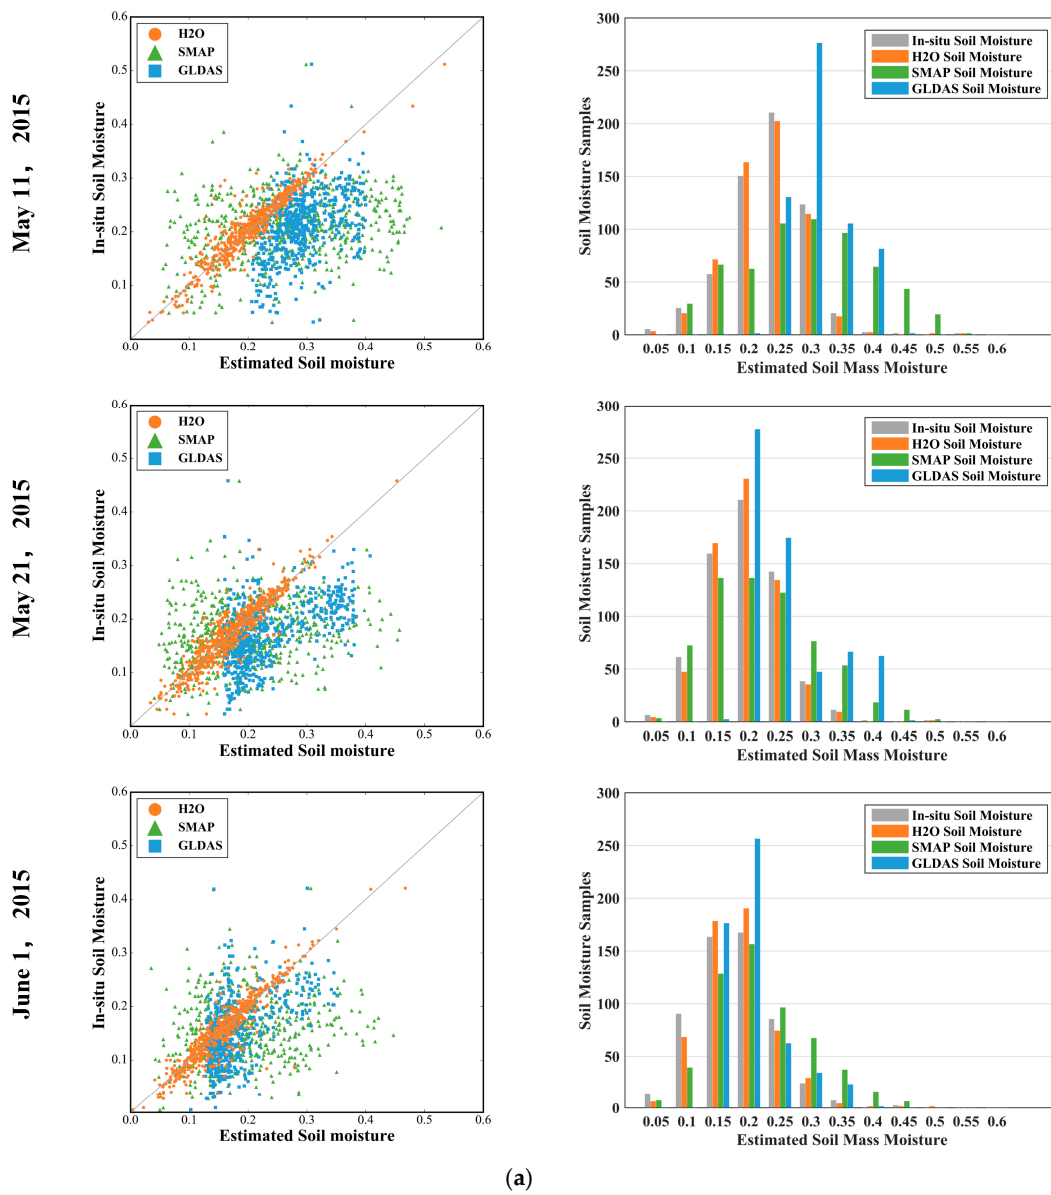 May 11, 2015
0.6
0.5
0.4
0.3
0.2
0.1
In-situ Soil Moisture
H2O
SMAP
GLDAS
0.0 0.1 0.2 0.3 0.4 0.5 0.6
Estimated Soil moisture
300
250
200
150
100
50
0
Soil Moisture Samples
In-situ Soil Moisture
H2O Soil Moisture
SMAP Soil Moisture
GLDAS Soil Moisture
0.05 0.1 0.15 0.2 0.25 0.3 0.35 0.4 0.45 0.5 0.55 0.6
Estimated Soil Mass Moisture
May 21, 2015
0.6
0.5
0.4
0.3
0.2
0.1
In-situ Soil Moisture
H2O
SMAP
GLDAS
0.0 0.1 0.2 0.3 0.4 0.5 0.6
Estimated Soil moisture
300
250
200
150
100
50
0
Soil Moisture Samples
In-situ Soil Moisture
H2O Soil Moisture
SMAP Soil Moisture
GLDAS Soil Moisture
0.05 0.1 0.15 0.2 0.25 0.3 0.35 0.4 0.45 0.5 0.55 0.6
Estimated Soil Mass Moisture
June 1, 2015
0.6
0.5
0.4
0.3
0.2
0.1
In-situ Soil Moisture
H2O
SMAP
GLDAS
0.0 0.1 0.2 0.3 0.4 0.5 0.6
Estimated Soil moisture
300
250
200
150
100
50
0
Soil Moisture Samples
In-situ Soil Moisture
H2O Soil Moisture
SMAP Soil Moisture
GLDAS Soil Moisture
0.05 0.1 0.15 0.2 0.25 0.3 0.35 0.4 0.45 0.5 0.55 0.6
Estimated Soil Mass Moisture
(a)